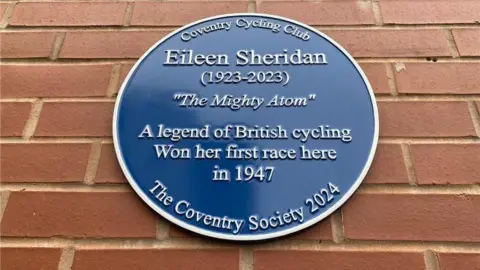 Coventry Cycling Club
Eileen Sheridan
(1923-2023)
"The Mighty Atom"
A legend of British cycling
Won her first race here
in 1947
The Coventry Society 2024